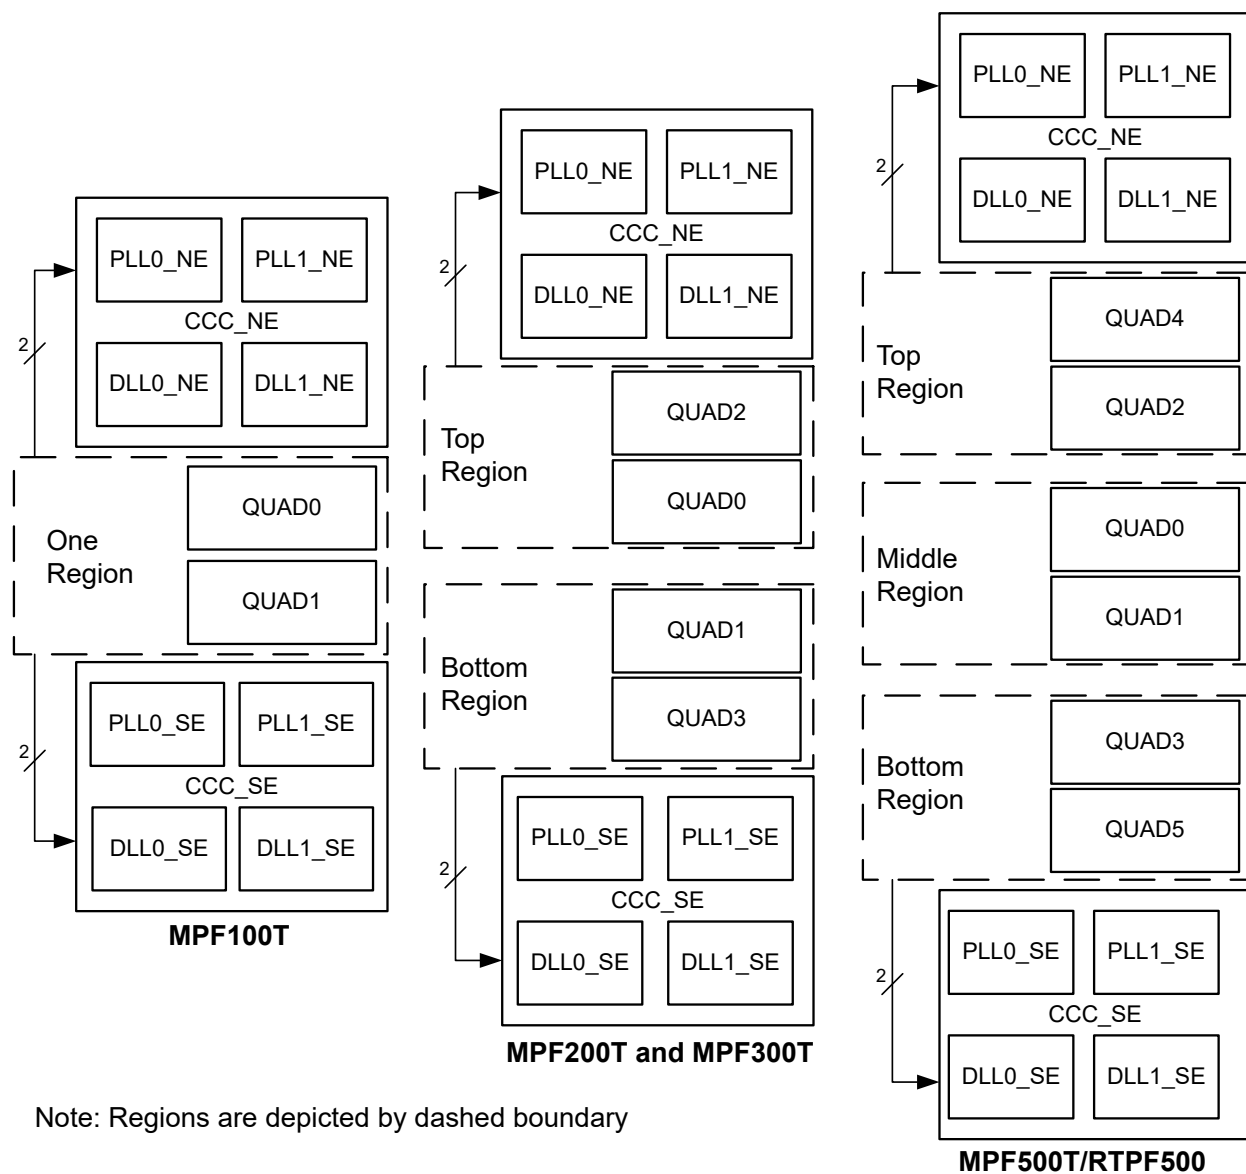 PLL0_NE PLL1_NE
CCC_NE
DLL0_NE DLL1_NE
2
One
Region
QUAD0
QUAD1
2
PLL0_SE PLL1_SE
CCC_SE
DLL0_SE DLL1_SE
MPF100T
PLL0_NE PLL1_NE
CCC_NE
DLL0_NE DLL1_NE
2
Top
Region
QUAD2
QUAD0
Bottom
Region
QUAD1
QUAD3
2
PLL0_SE PLL1_SE
CCC_SE
DLL0_SE DLL1_SE
MPF200T and MPF300T
PLL0_NE PLL1_NE
CCC_NE
DLL0_NE DLL1_NE
2
Top
Region
QUAD4
QUAD2
Middle
Region
QUAD0
QUAD1
Bottom
Region
QUAD3
QUAD5
2
PLL0_SE PLL1_SE
CCC_SE
DLL0_SE DLL1_SE
MPF500T/RTPF500
Note: Regions are depicted by dashed boundary